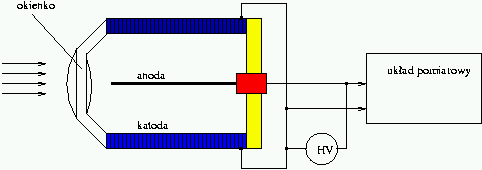 okienko
układ pomiarowy
anoda
katoda
HV